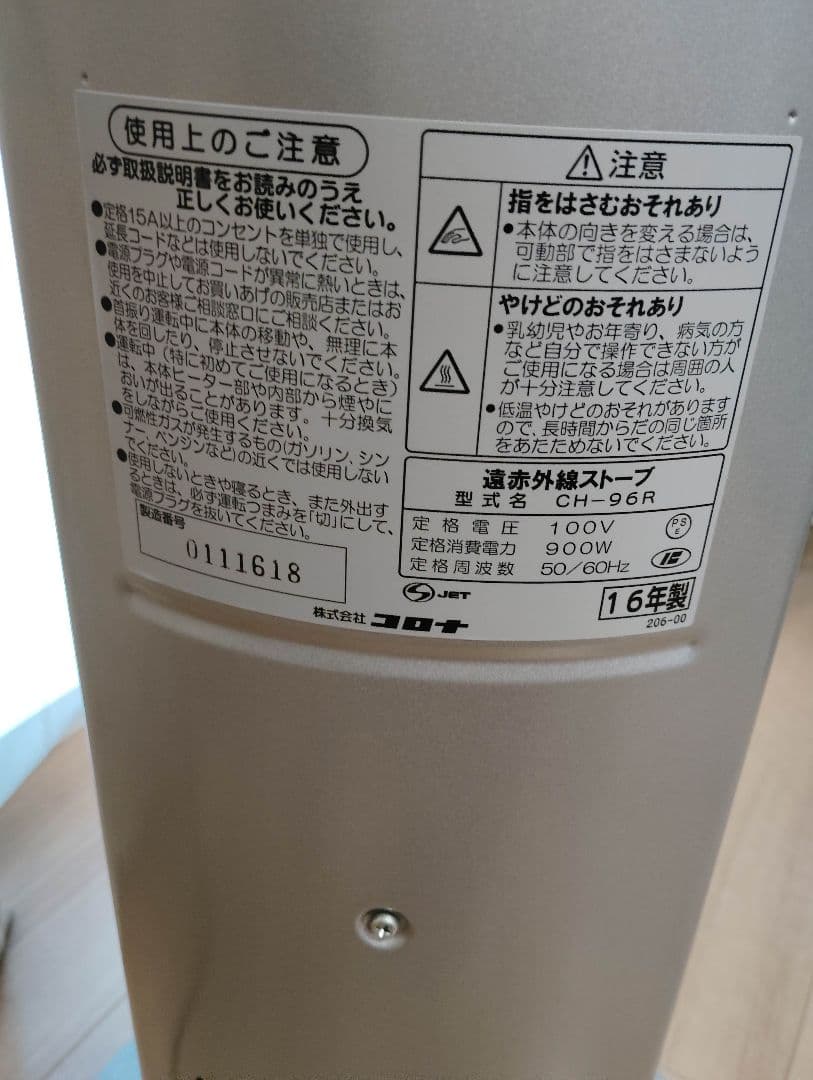 使用上のご注意
必ず取扱説明書をお読みのうえ
正しくお使いください。
●定格15A以上のコンセントを単独で使用し、
延長コードなどは使用しないでください。
●電源プラグや電源コードが異常に熱いときは、
使用を中止してお買いあげの販売店またはお
近くのお客様ご相談窓口にご相談ください。
●首振り運転中に本体の移動や、無理に本
体を回したり、停止させないでください。
●運転中(特に初めてご使用になるとき)
は、本体ヒーター部や内部から煙やに
おいが出ることがあります。十分換気
をしながらご使用ください。
●可燃性ガスが発生するもの(ガソリン、シン
ナー、ベンジンなど)の近くでは使用しない
でください。
●使用しないときや寝るとき、また外出す
るときは、必ず運転つまみを「切」にして、
電源プラグを抜いてください。
製造番号
0111618
⚠注意
指をはさむおそれあり
●本体の向きを変える場合は、
可動部で指をはさまないよう
に注意してください。
やけどのおそれあり
●乳幼児やお年寄り、病気の方
など自分で操作できない方が
ご使用になる場合は周囲の人
が十分注意してください。
●低温やけどのおそれがあります
ので、長時間からだの同じ箇所
をあたためないでください。
遠赤外線ストーブ
型式名 CH-96R
定格電圧 100V
定格消費電力 900W
定格周波数 50/60Hz
PSE
JET
株式会社 コロナ
16年製
206-00